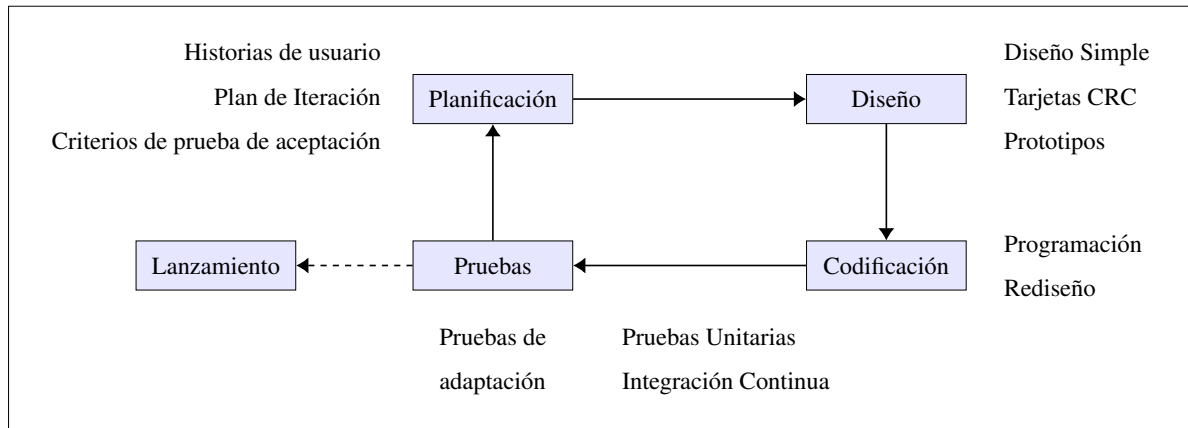 Historias de usuario
Plan de Iteración
Criterios de prueba de aceptación
Planificación
Diseño
Diseño Simple
Tarjetas CRC
Prototipos
Lanzamiento
Pruebas
Codificación
Programación
Rediseño
Pruebas de
adaptación
Pruebas Unitarias
Integración Continua